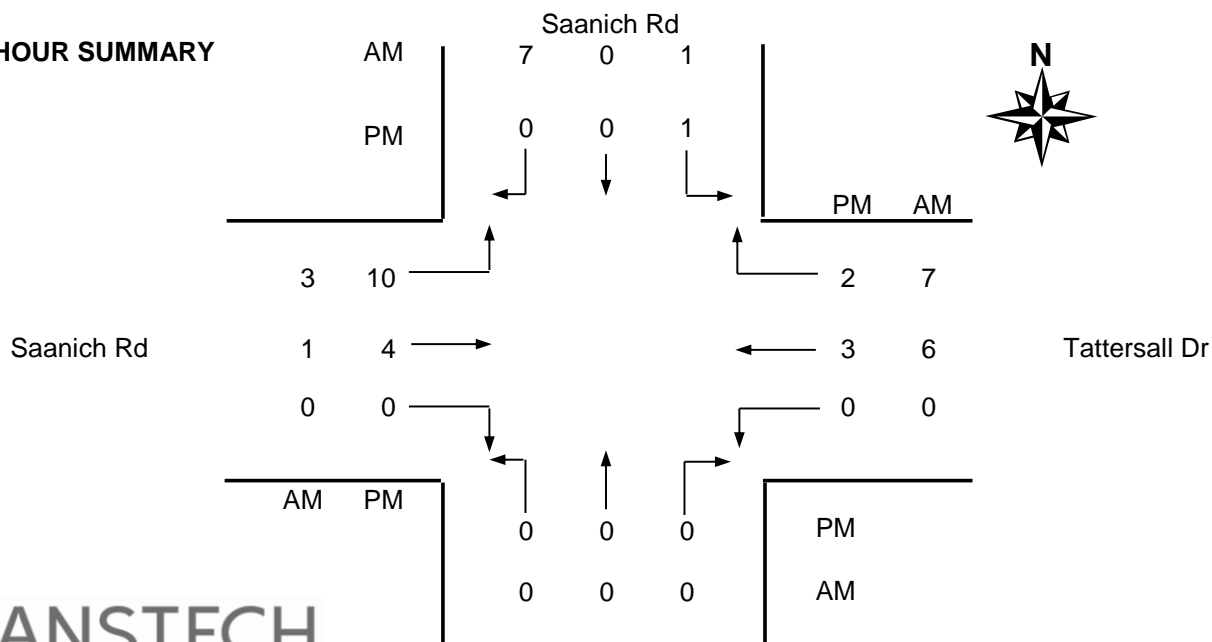 Saanich Rd
HOUR SUMMARY AM 7 0 1 N
PM 0 0 1
PM AM
3 10 2 7
Saanich Rd 1 4 3 6 Tattersall Dr
0 0 0 0
AM PM
0 0 0 PM
0 0 0 AM
ANSTECH